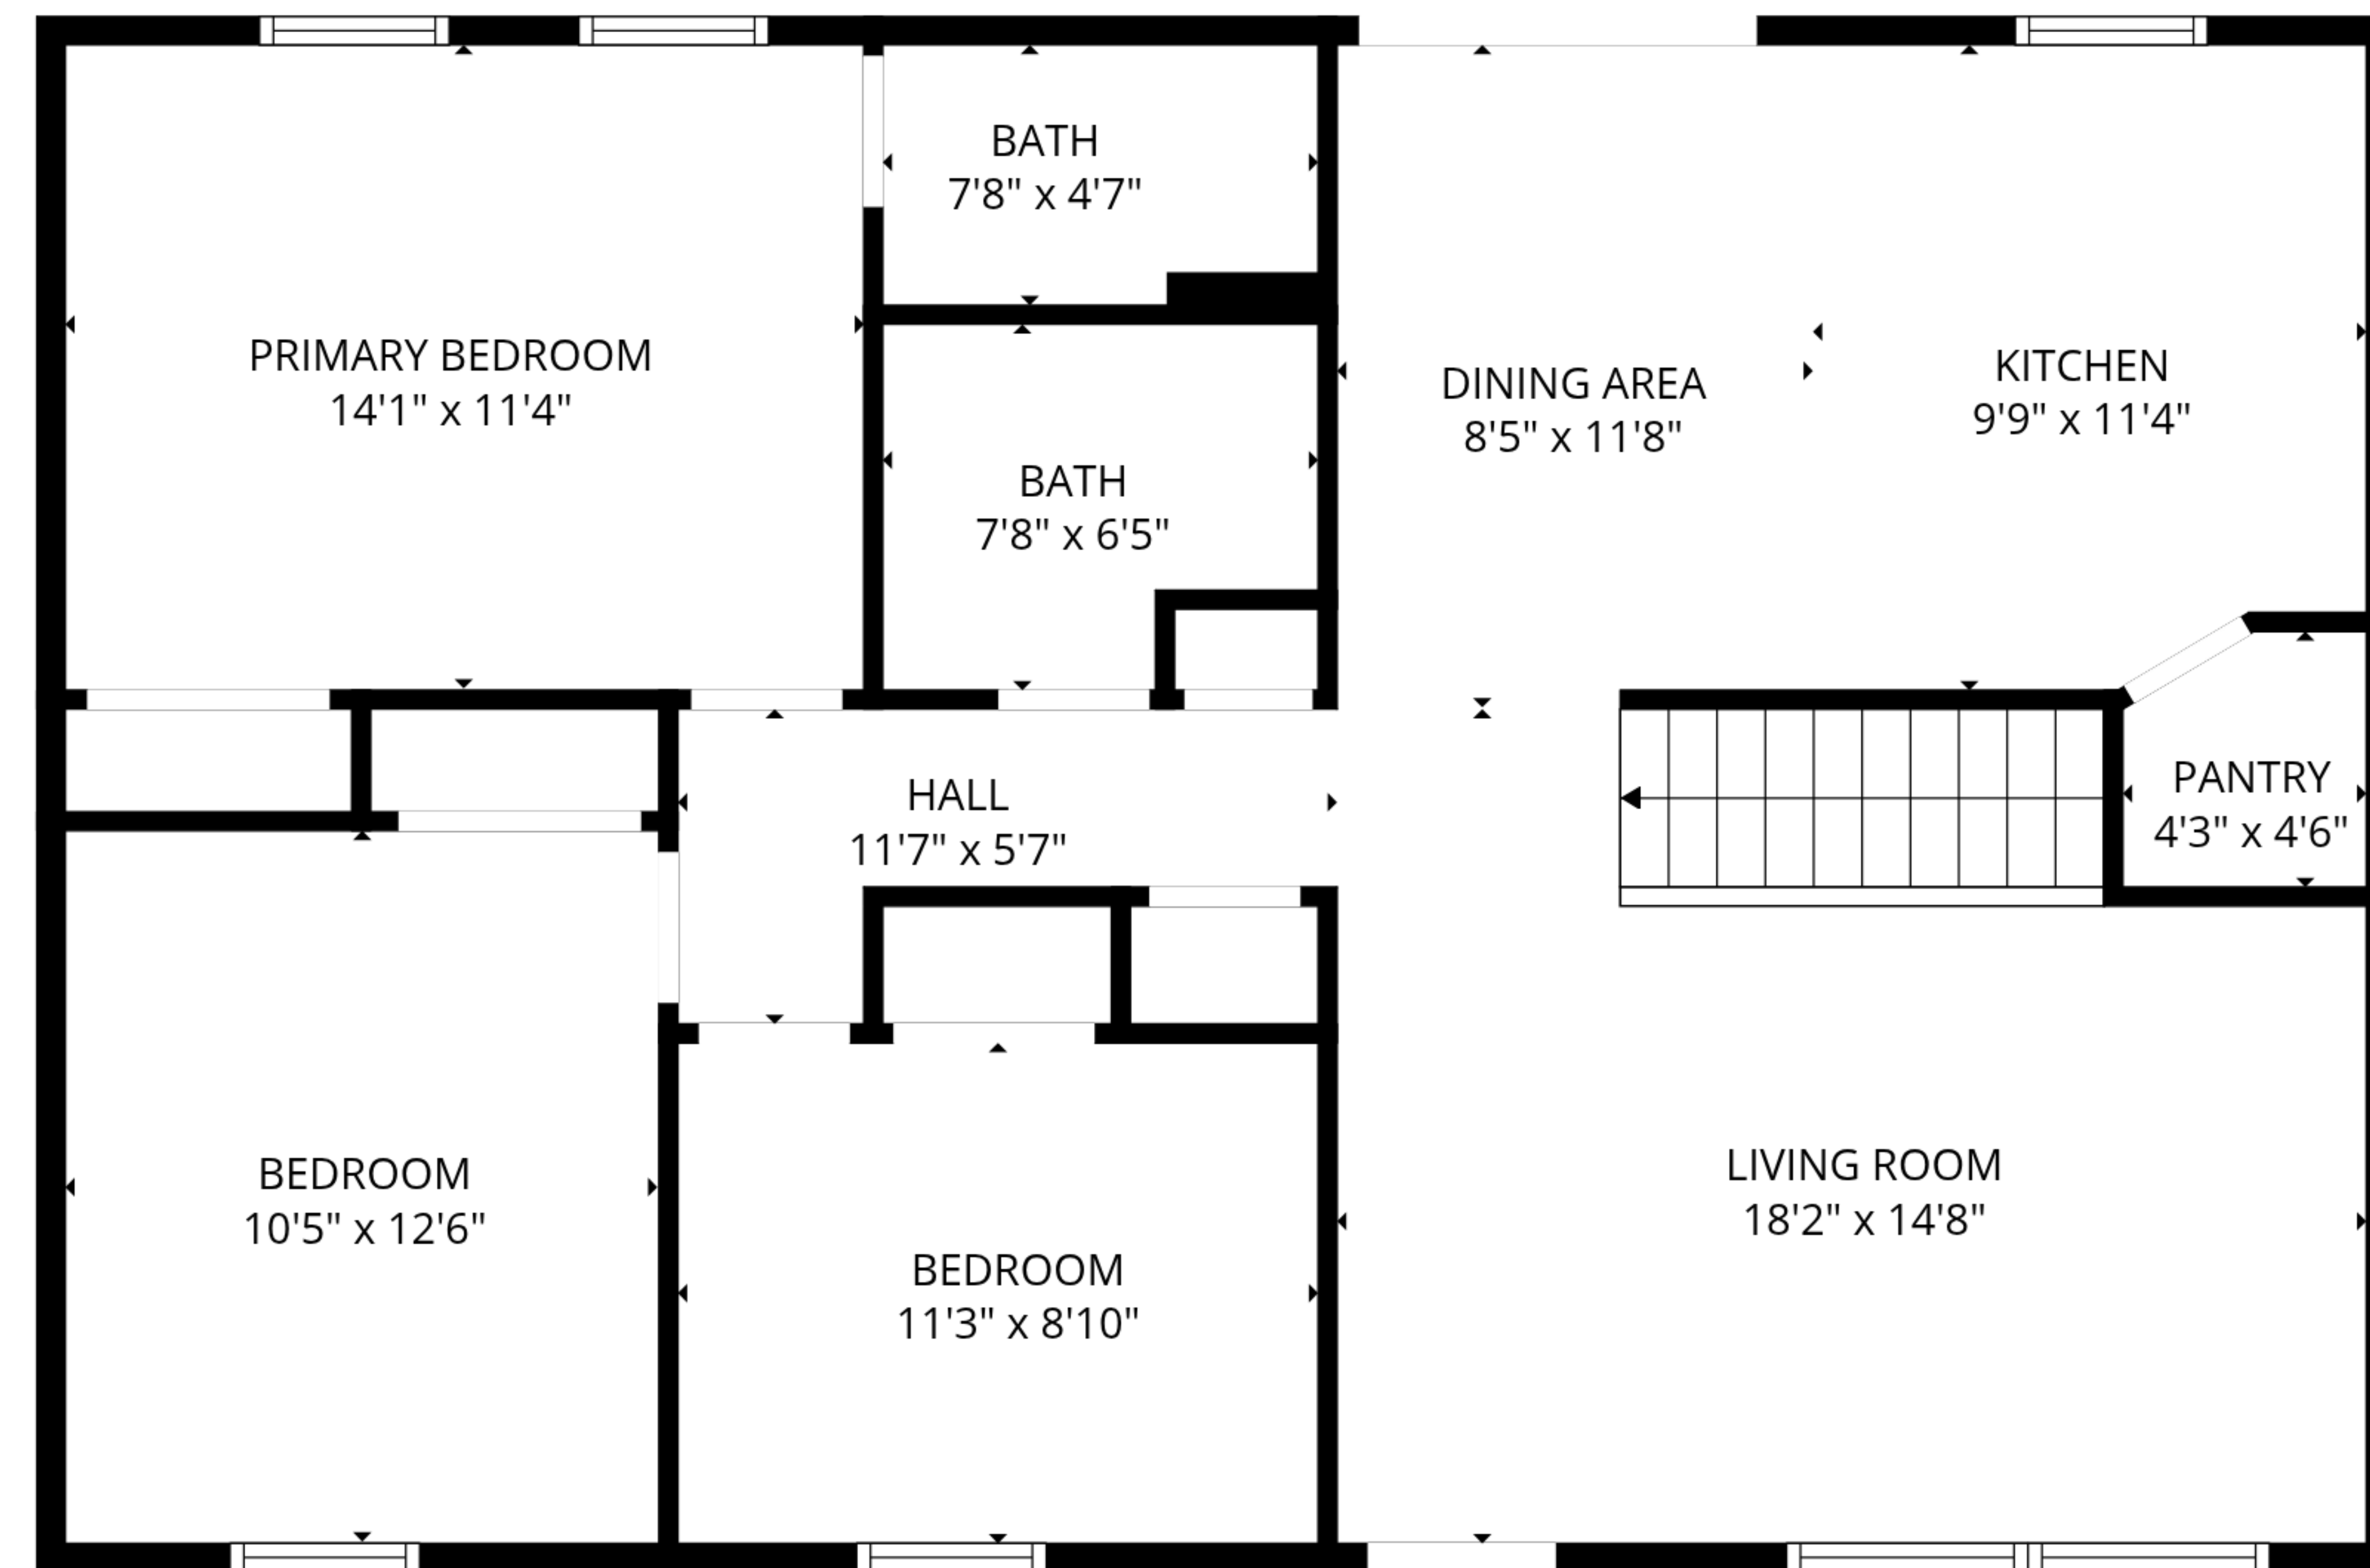 BATH
7'8" x 4'7"
PRIMARY BEDROOM
14'1" x 11'4"
DINING AREA
8'5" x 11'8"
KITCHEN
9'9" x 11'4"
BATH
7'8" x 6'5"
HALL
11'7" x 5'7"
PANTRY
4'3" x 4'6"
BEDROOM
10'5" x 12'6"
BEDROOM
11'3" x 8'10"
LIVING ROOM
18'2" x 14'8"